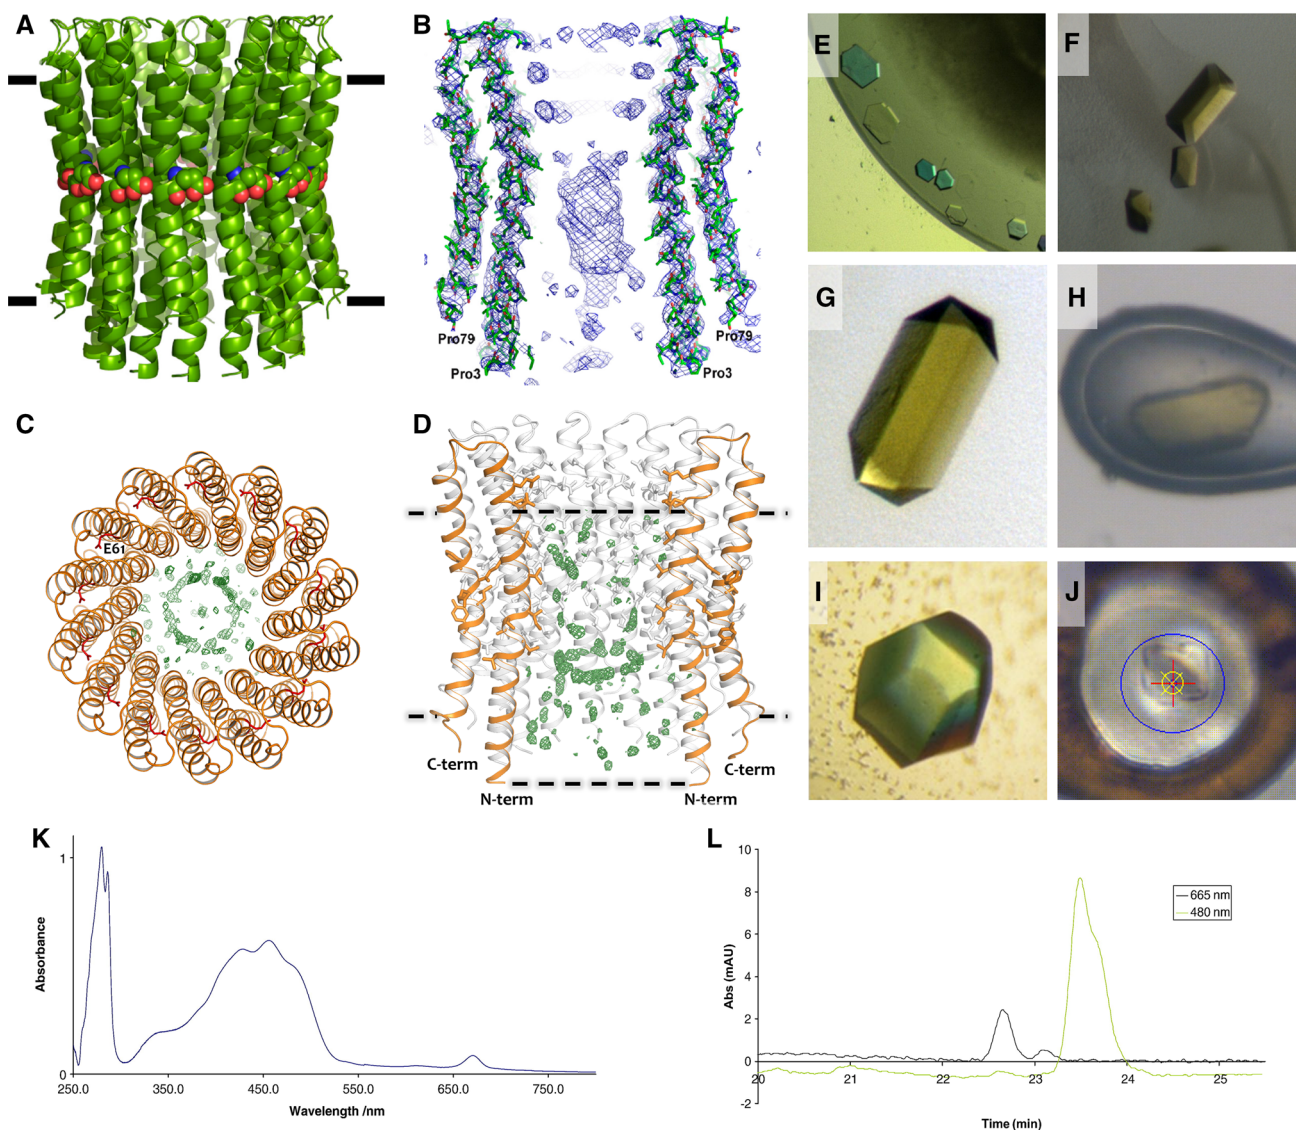 A
B
Pro79
Pro79
Pro3
Pro3
E
F
G
H
C
E61
D
C-term
C-term
N-term
N-term
I
J
K
1
Absorbance
0
250.0 350.0 450.0 550.0 650.0 750.0
Wavelength /nm
L
10
8
6
4
2
0
-2
Abs (mAU)
665 nm
480 nm
20 21 22 23 24 25
Time (min)